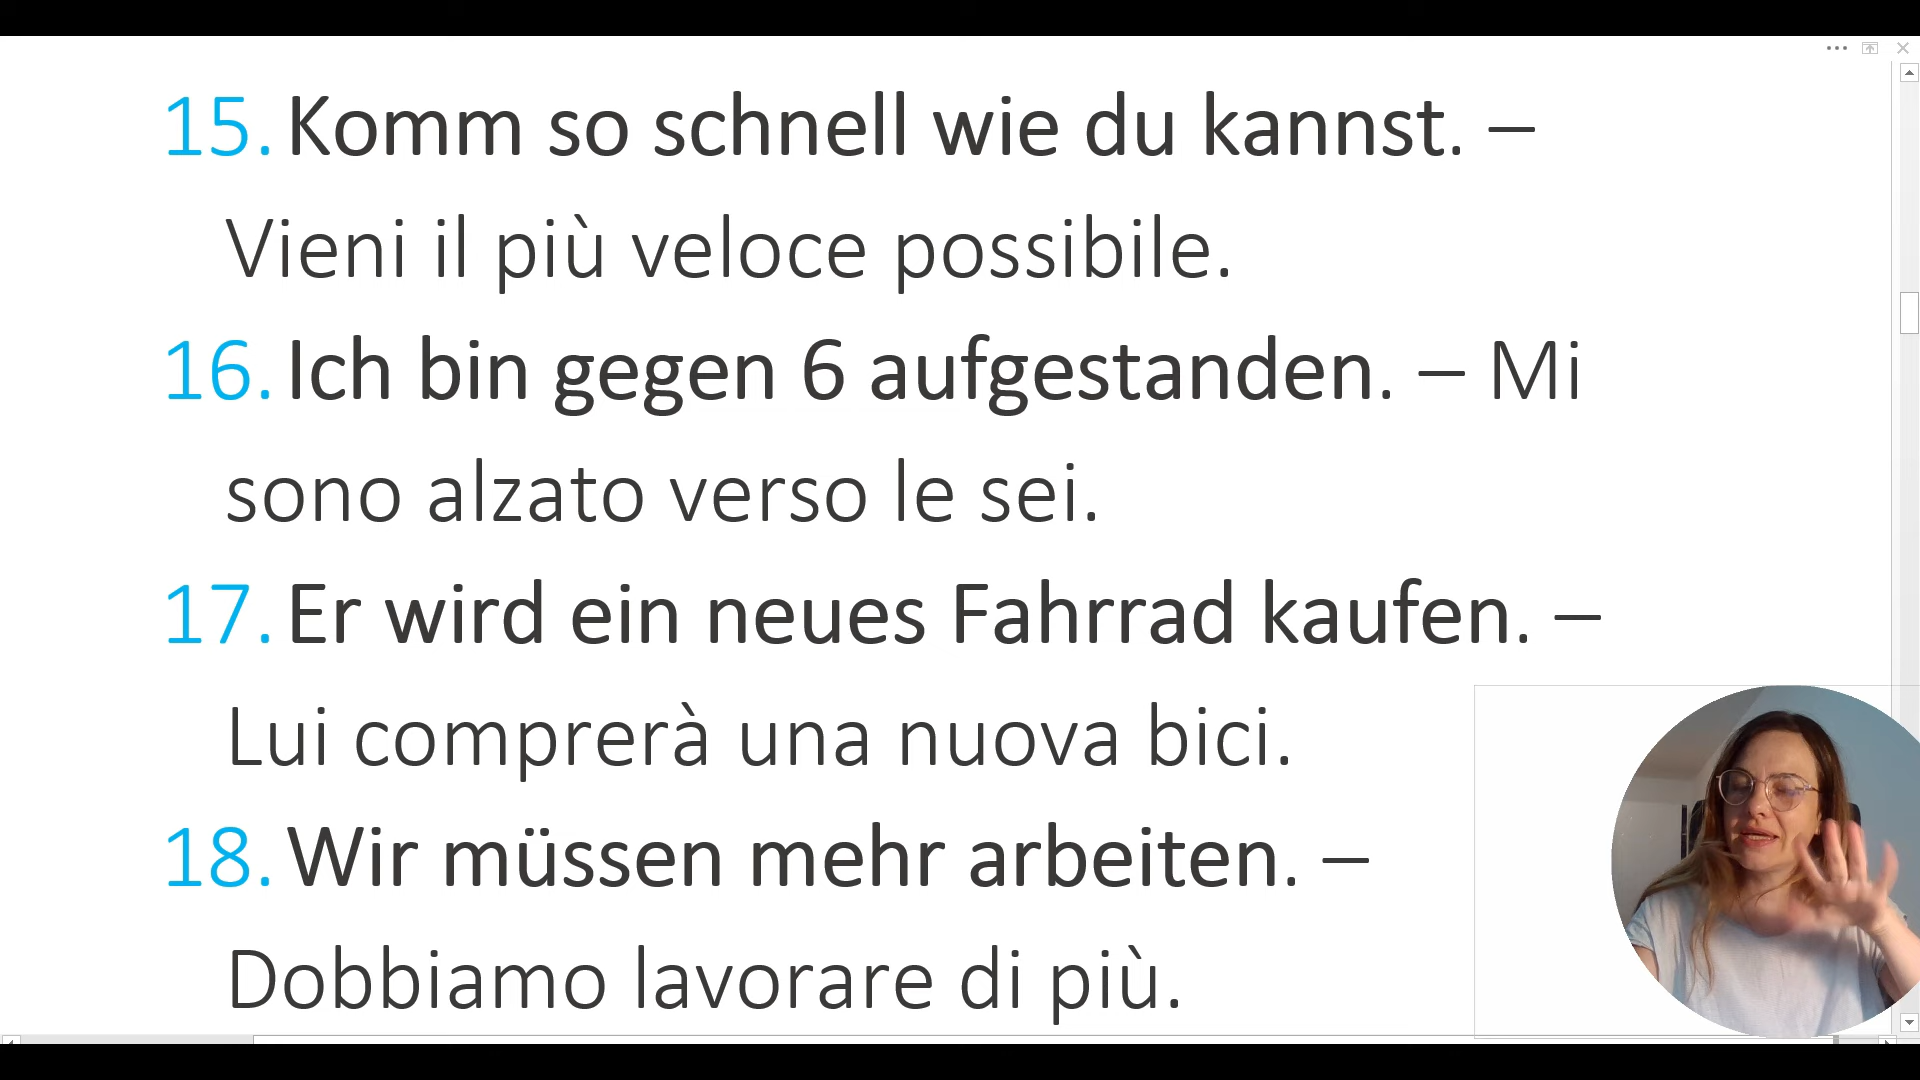 15. Komm so schnell wie du kannst. –
Vieni il più veloce possibile.
16. Ich bin gegen 6 aufgestanden. – Mi
sono alzato verso le sei.
17. Er wird ein neues Fahrrad kaufen. –
Lui comprerà una nuova bici.
18. Wir müssen mehr arbeiten. –
Dobbiamo lavorare di più.